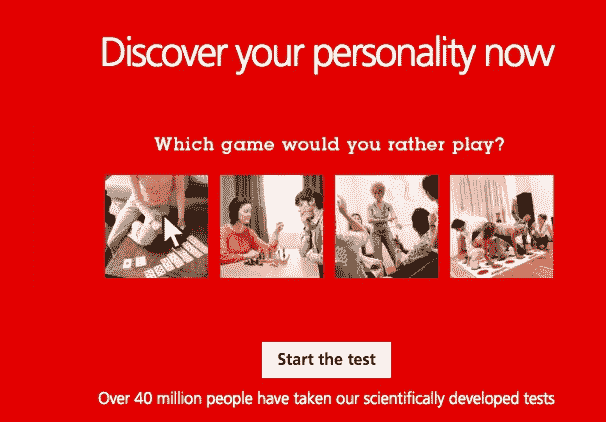 Discover your personality now
Which game would you rather play?
Start the test
Over 40 million people have taken our scientifically developed tests